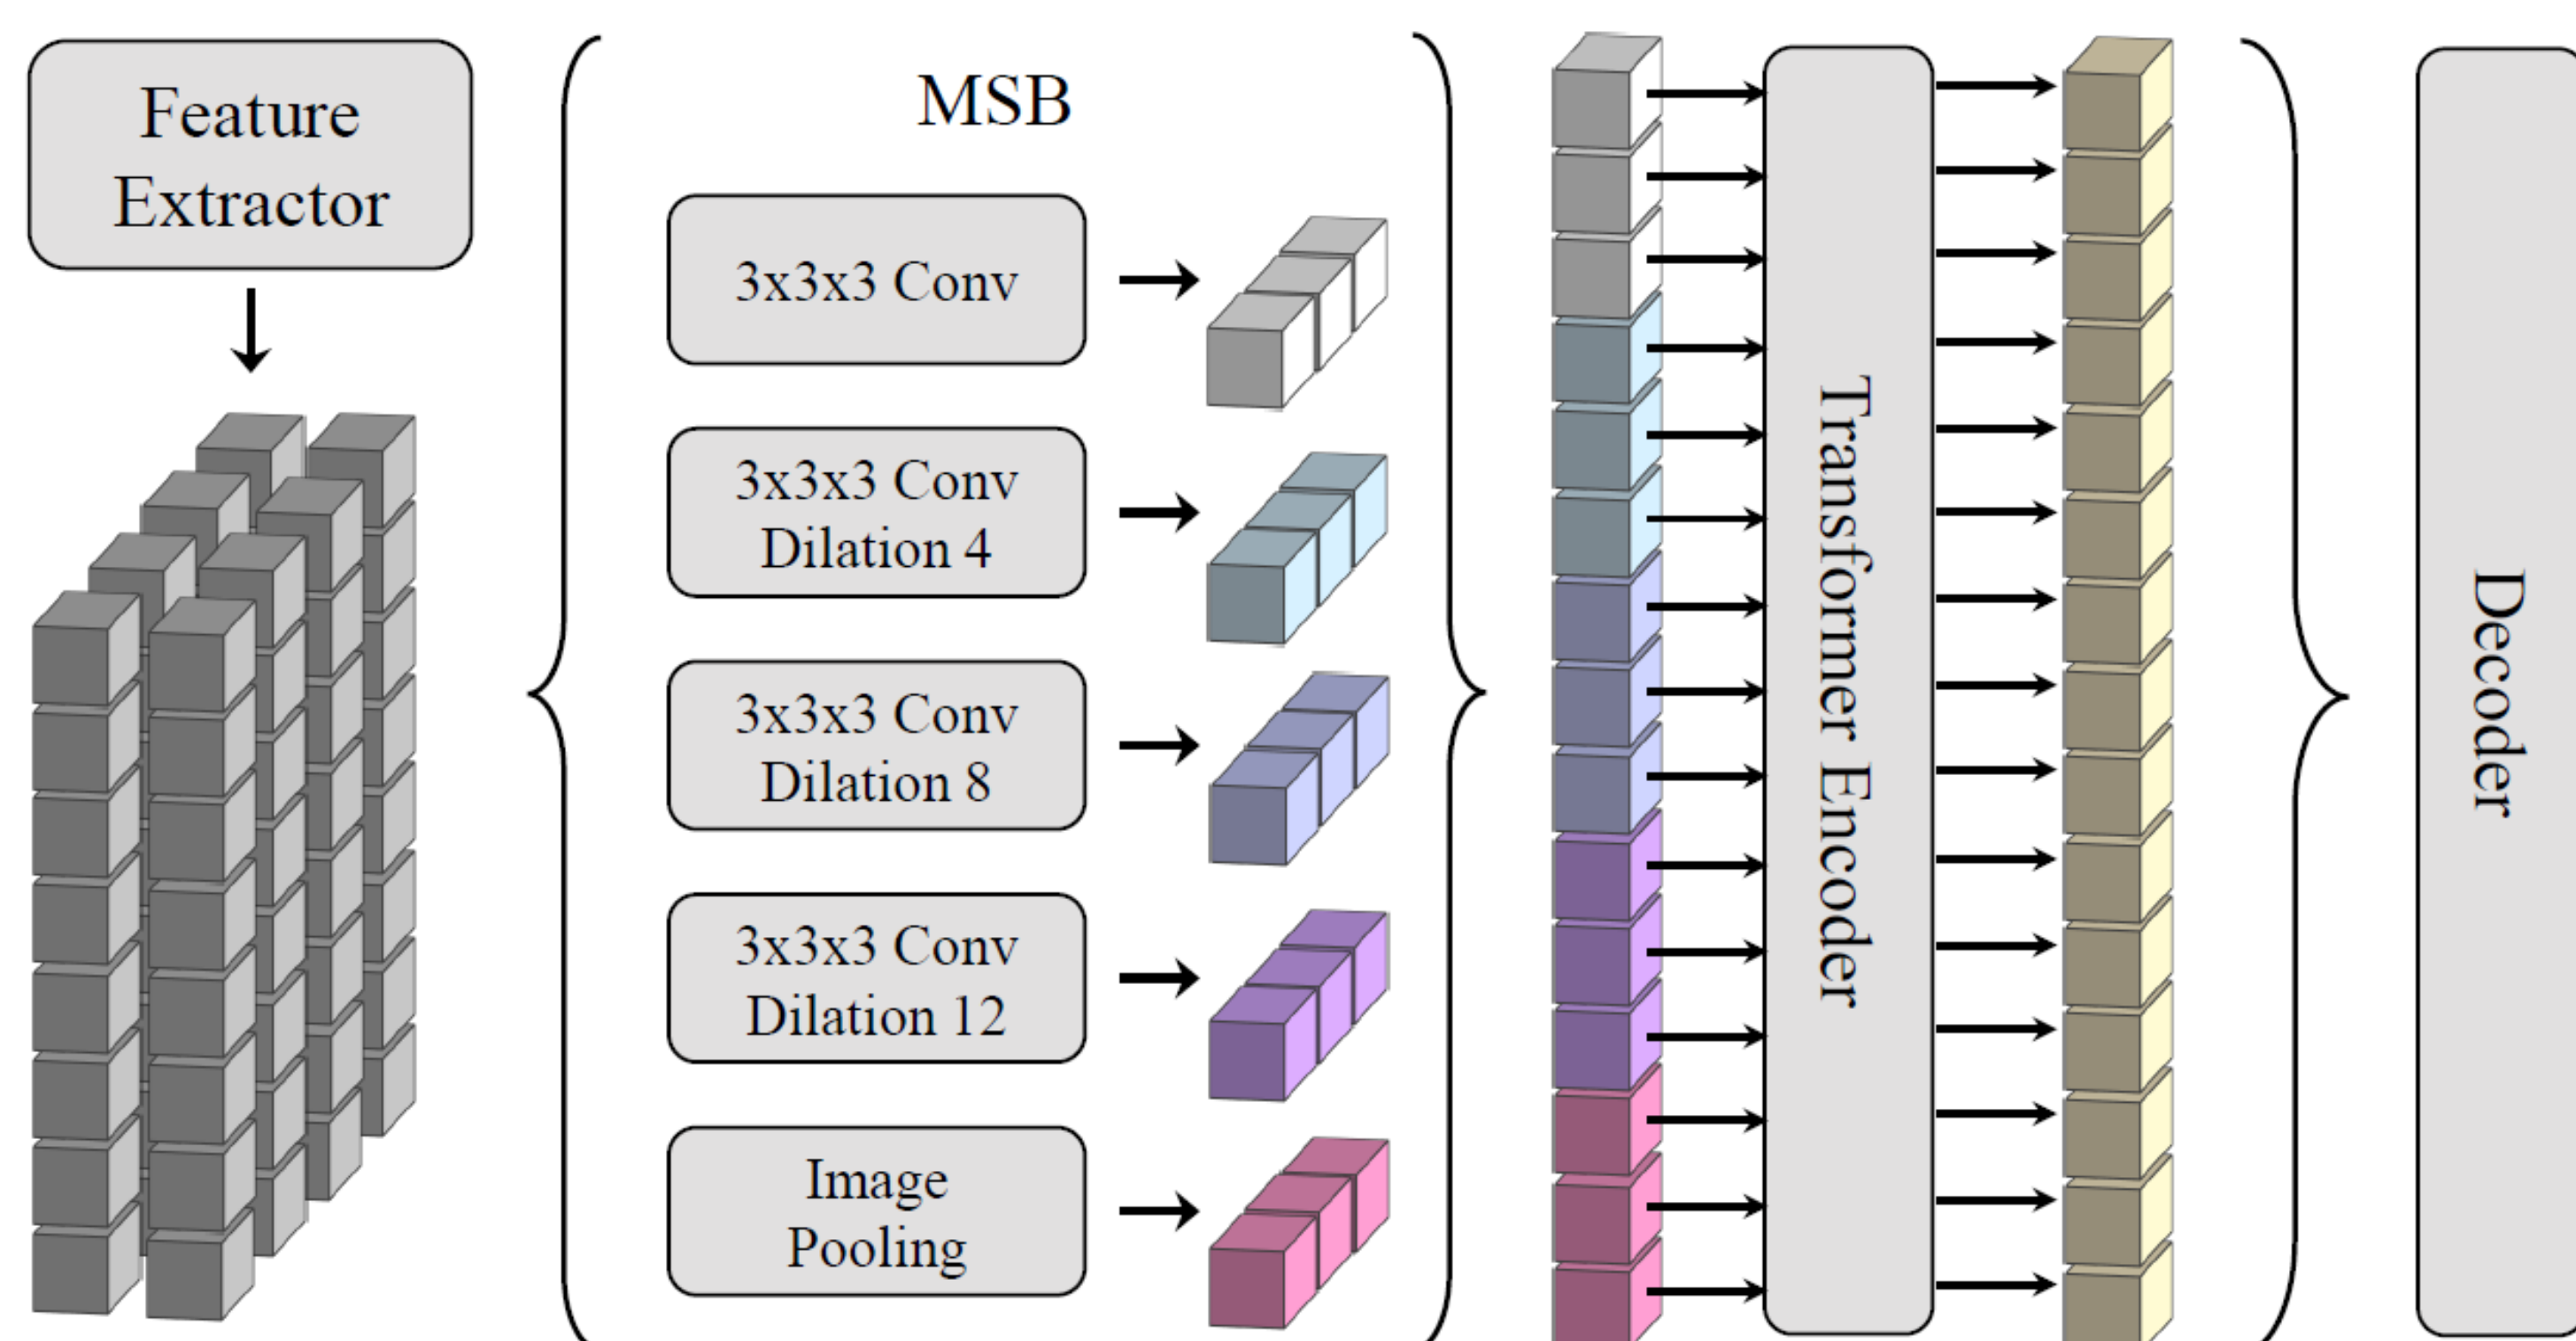 Feature
Extractor
MSB
3x3x3 Conv
3x3x3 Conv
Dilation 4
3x3x3 Conv
Dilation 8
3x3x3 Conv
Dilation 12
Image
Pooling
Transformer Encoder
Decoder